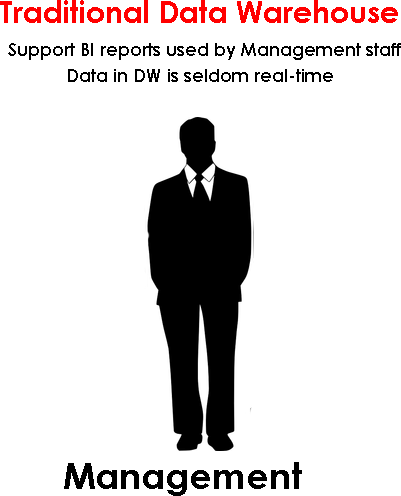 Traditional Data Warehouse
Support BI reports used by Management staff
Data in DW is seldom real-time
Management